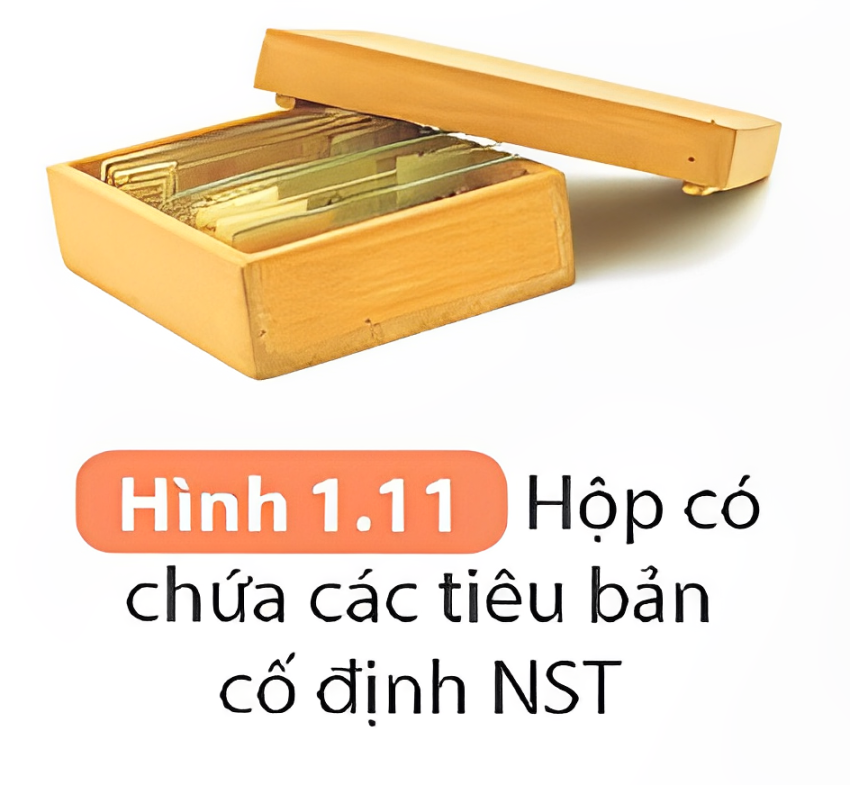 Hình 1.11 Hộp có
chứa các tiêu bản
cố định NST